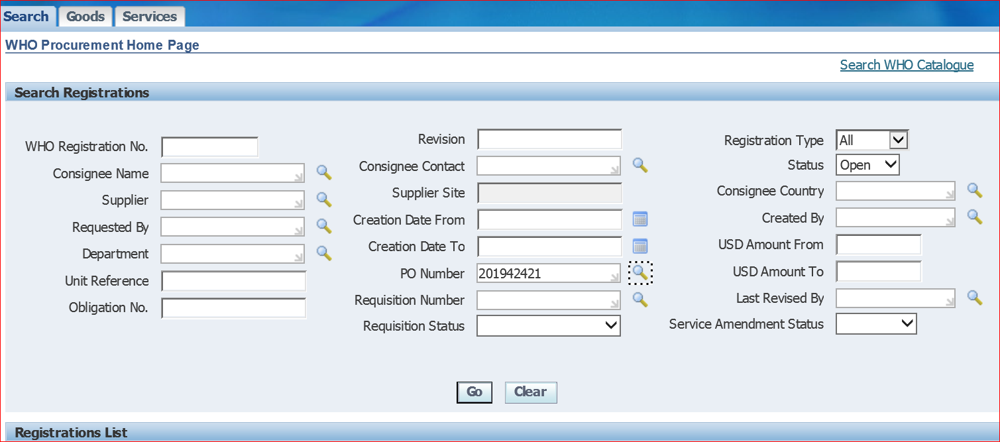 Search Goods Services
WHO Procurement Home Page
Search WHO Catalogue
Search Registrations
WHO Registration No.
Consignee Name
Supplier
Requested By
Department
Unit Reference
Obligation No.
Revision
Consignee Contact
Supplier Site
Creation Date From
Creation Date To
PO Number 201942421
Requisition Number
Requisition Status
Registration Type All
Status Open
Consignee Country
Created By
USD Amount From
USD Amount To
Last Revised By
Service Amendment Status
Go Clear
Registrations List